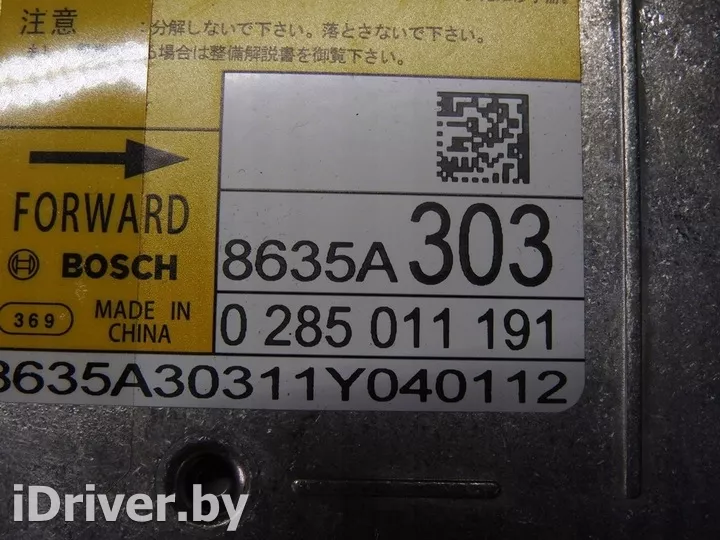 注意
分解しないで下さい。落とさないで下さい。
場合は整備解説書を御覧下さい。
FORWARD
BOSCH
8635A303
369
MADE IN
CHINA
0 285 011 191
8635A30311Y040112
iDriver.by